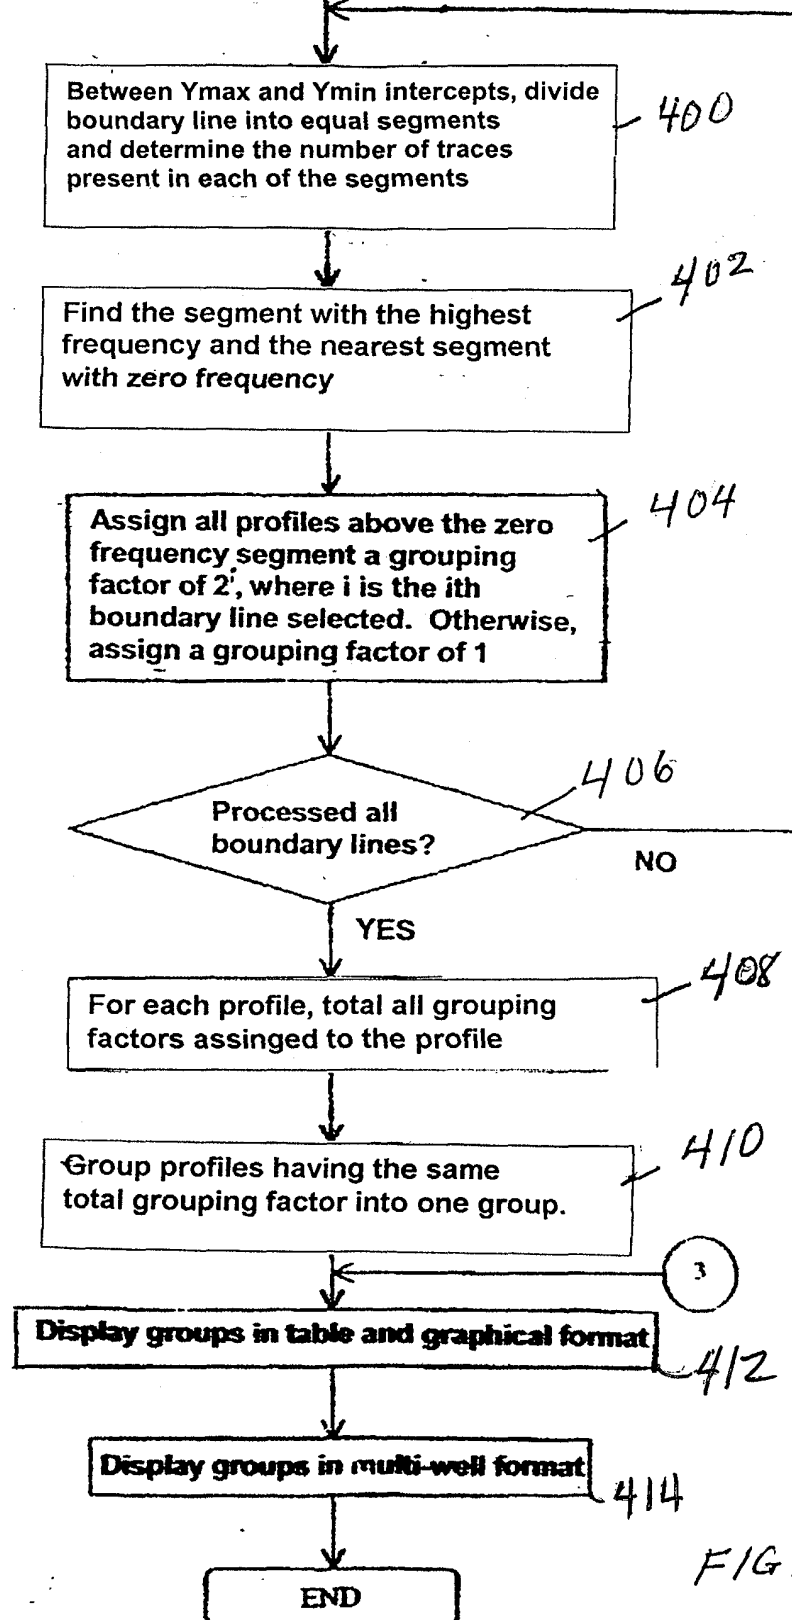 Between Ymax and Ymin intercepts, divide
boundary line into equal segments
and determine the number of traces
present in each of the segments
400
Find the segment with the highest
frequency and the nearest segment
with zero frequency
402
Assign all profiles above the zero
frequency segment a grouping
factor of 2^i, where i is the ith
boundary line selected. Otherwise,
assign a grouping factor of 1
404
Processed all
boundary lines?
406
NO
YES
For each profile, total all grouping
factors assinged to the profile
408
Group profiles having the same
total grouping factor into one group.
410
3
Display groups in table and graphical format
412
Display groups in multi-well format
414
END
FIG.